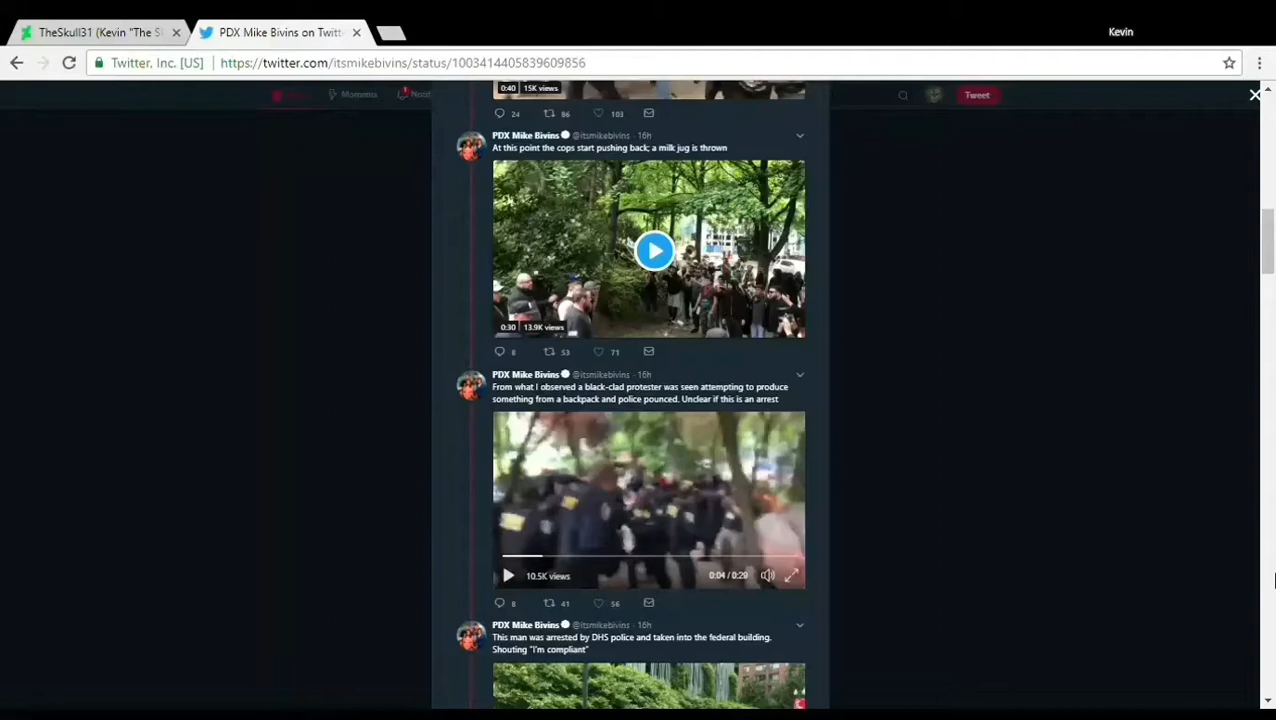 TheSkull31 (Kevin "The S
PDX Mike Bivins on Twitt
Kevin
Twitter, Inc. [US]
https://twitter.com/itsmikebivins/status/1003414405839609856
Moments
Tweet
0:40 15K views
24 86 103
PDX Mike Bivins @itsmikebivins · 16h
At this point the cops start pushing back; a milk jug is thrown
0:30 13.9K views
8 53 71
PDX Mike Bivins @itsmikebivins · 16h
From what I observed a black-clad protester was seen attempting to produce
something from a backpack and police pounced. Unclear if this is an arrest
10.5K views 0:04 / 0:29
8 41 56
PDX Mike Bivins @itsmikebivins · 16h
This man was arrested by DHS police and taken into the federal building.
Shouting "I'm compliant"